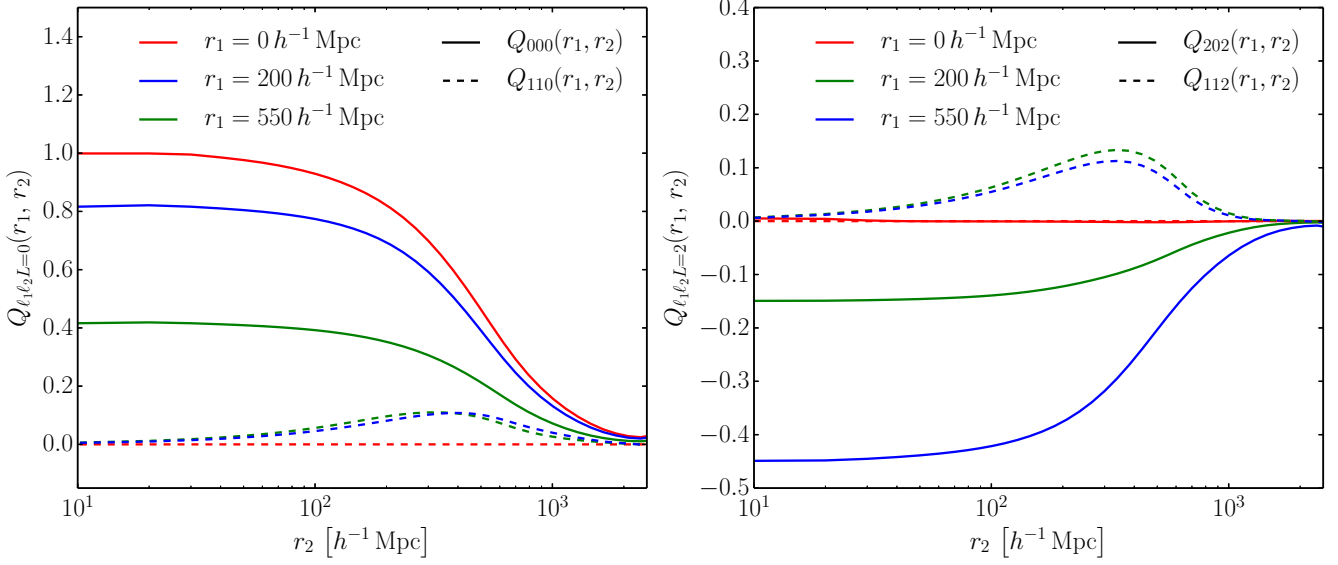 1.4
1.2
1.0
0.8
0.6
0.4
0.2
0.0
Q_{ℓ₁ℓ₂L=0}(r₁, r₂)
r₁ = 0 h⁻¹ Mpc
r₁ = 200 h⁻¹ Mpc
r₁ = 550 h⁻¹ Mpc
Q₀₀₀(r₁, r₂)
Q₁₁₀(r₁, r₂)
10¹ 10² 10³
r₂ [h⁻¹ Mpc]
0.4
0.3
0.2
0.1
0.0
−0.1
−0.2
−0.3
−0.4
−0.5
Q_{ℓ₁ℓ₂L=2}(r₁, r₂)
r₁ = 0 h⁻¹ Mpc
r₁ = 200 h⁻¹ Mpc
r₁ = 550 h⁻¹ Mpc
Q₂₀₂(r₁, r₂)
Q₁₁₂(r₁, r₂)
10¹ 10² 10³
r₂ [h⁻¹ Mpc]